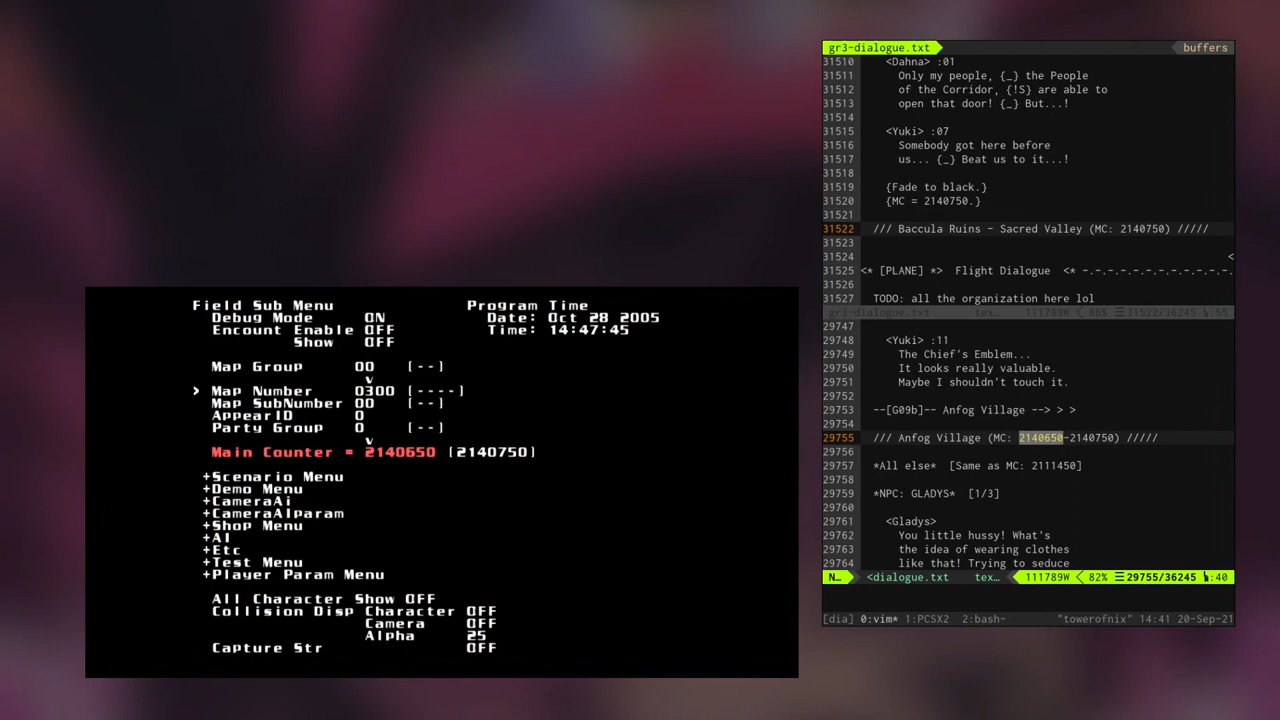 Field Sub Menu
Debug Mode ON
Encount Enable OFF
Show OFF
Program Time
Date: Oct 28 2005
Time: 14:47:45
Map Group 00 [--]
v
> Map Number 0300 [----]
Map SubNumber 00 [--]
AppearID 0
Party Group 0 [--]
v
Main Counter = 2140650 [2140750]
+Scenario Menu
+Demo Menu
+CameraAi
+CameraAIparam
+Shop Menu
+AI
+Etc
+Test Menu
+Player Param Menu
All Character Show OFF
Collision Disp Character OFF
Camera OFF
Alpha 25
Capture Str OFF
gr3-dialogue.txt buffers
31510 <Dahna> :01
31511 Only my people, {_} the People
31512 of the Corridor, {!S} are able to
31513 open that door! {_} But...!
31514
31515 <Yuki> :07
31516 Somebody got here before
31517 us... {_} Beat us to it...!
31518
31519 {Fade to black.}
31520 {MC = 2140750.}
31521
31522 /// Baccula Ruins - Sacred Valley (MC: 2140750) /////
31523
31524 <
31525 <* [PLANE] *> Flight Dialogue <* -.-.-.-.-.-.-.-.
31526
31527 TODO: all the organization here lol
gr3-dialogue.txt tex… 111789W < 86% ☰31522/36245 :55
29747
29748 <Yuki> :11
29749 The Chief's Emblem...
29750 It looks really valuable.
29751 Maybe I shouldn't touch it.
29752
29753 --[G09b]-- Anfog Village --> > >
29754
29755 /// Anfog Village (MC: 2140650-2140750) /////
29756
29757 *All else* [Same as MC: 2111450]
29758
29759 *NPC: GLADYS* [1/3]
29760
29761 <Gladys>
29762 You little hussy! What's
29763 the idea of wearing clothes
29764 like that! Trying to seduce
N… <dialogue.txt tex… 111789W < 82% ☰29755/36245 :40
[dia] 0:vim* 1:PCSX2 2:bash- "towerofnix" 14:41 20-Sep-21